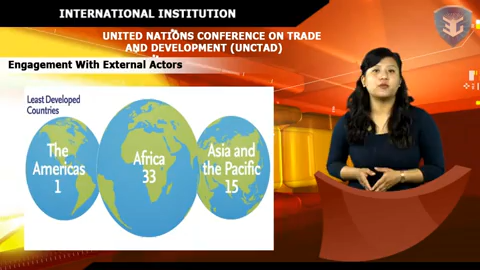 INTERNATIONAL INSTITUTION
UNITED NATIONS CONFERENCE ON TRADE
AND DEVELOPMENT (UNCTAD)
Engagement With External Actors
Least Developed
Countries
The
Americas
1
Africa
33
Asia and
the Pacific
15